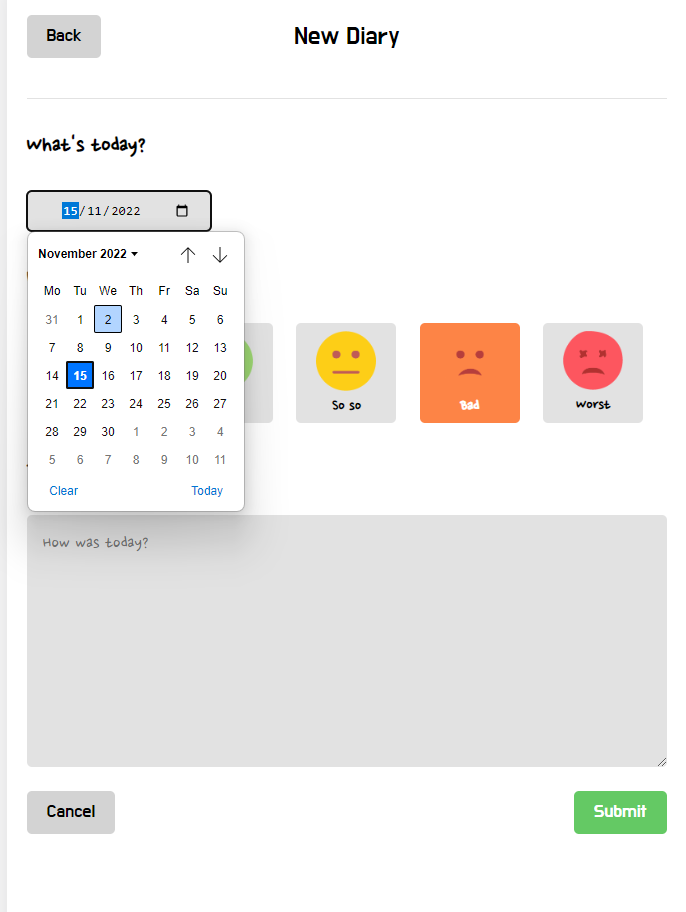 Back
New Diary
What's today?
15/11/2022
November 2022
Mo Tu We Th Fr Sa Su
31 1 2 3 4 5 6
7 8 9 10 11 12 13
14 15 16 17 18 19 20
21 22 23 24 25 26 27
28 29 30 1 2 3 4
5 6 7 8 9 10 11
Clear Today
So so
Bad
Worst
How was today?
Cancel
Submit